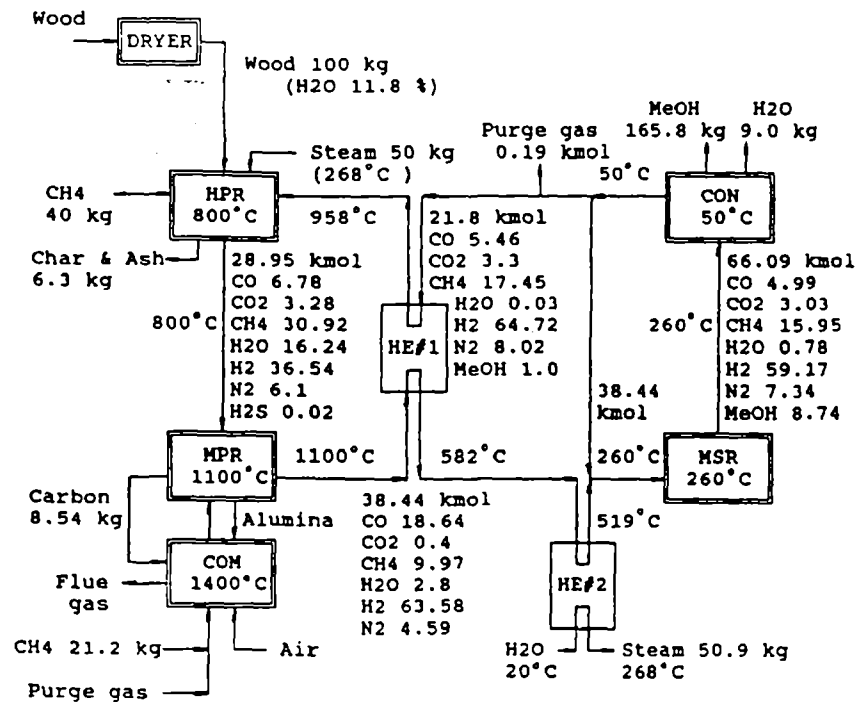 Wood
DRYER
Wood 100 kg
(H2O 11.8 %)
MeOH H2O
165.8 kg 9.0 kg
Purge gas
0.19 kmol
Steam 50 kg
(268°C )
50°C
CH4
40 kg
HPR
800°C
958°C
CON
50°C
Char & Ash
6.3 kg
28.95 kmol
CO 6.78
CO2 3.28
CH4 30.92
H2O 16.24
H2 36.54
N2 6.1
H2S 0.02
800°C
21.8 kmol
CO 5.46
CO2 3.3
CH4 17.45
H2O 0.03
H2 64.72
N2 8.02
MeOH 1.0
HE#1
66.09 kmol
CO 4.99
CO2 3.03
CH4 15.95
H2O 0.78
H2 59.17
N2 7.34
MeOH 8.74
260°C
38.44
kmol
MPR
1100°C
1100°C
582°C
260°C
MSR
260°C
519°C
Carbon
8.54 kg
Alumina
38.44 kmol
CO 18.64
CO2 0.4
CH4 9.97
H2O 2.8
H2 63.58
N2 4.59
COM
1400°C
Flue
gas
HE#2
CH4 21.2 kg
Air
H2O
20°C
Steam 50.9 kg
268°C
Purge gas